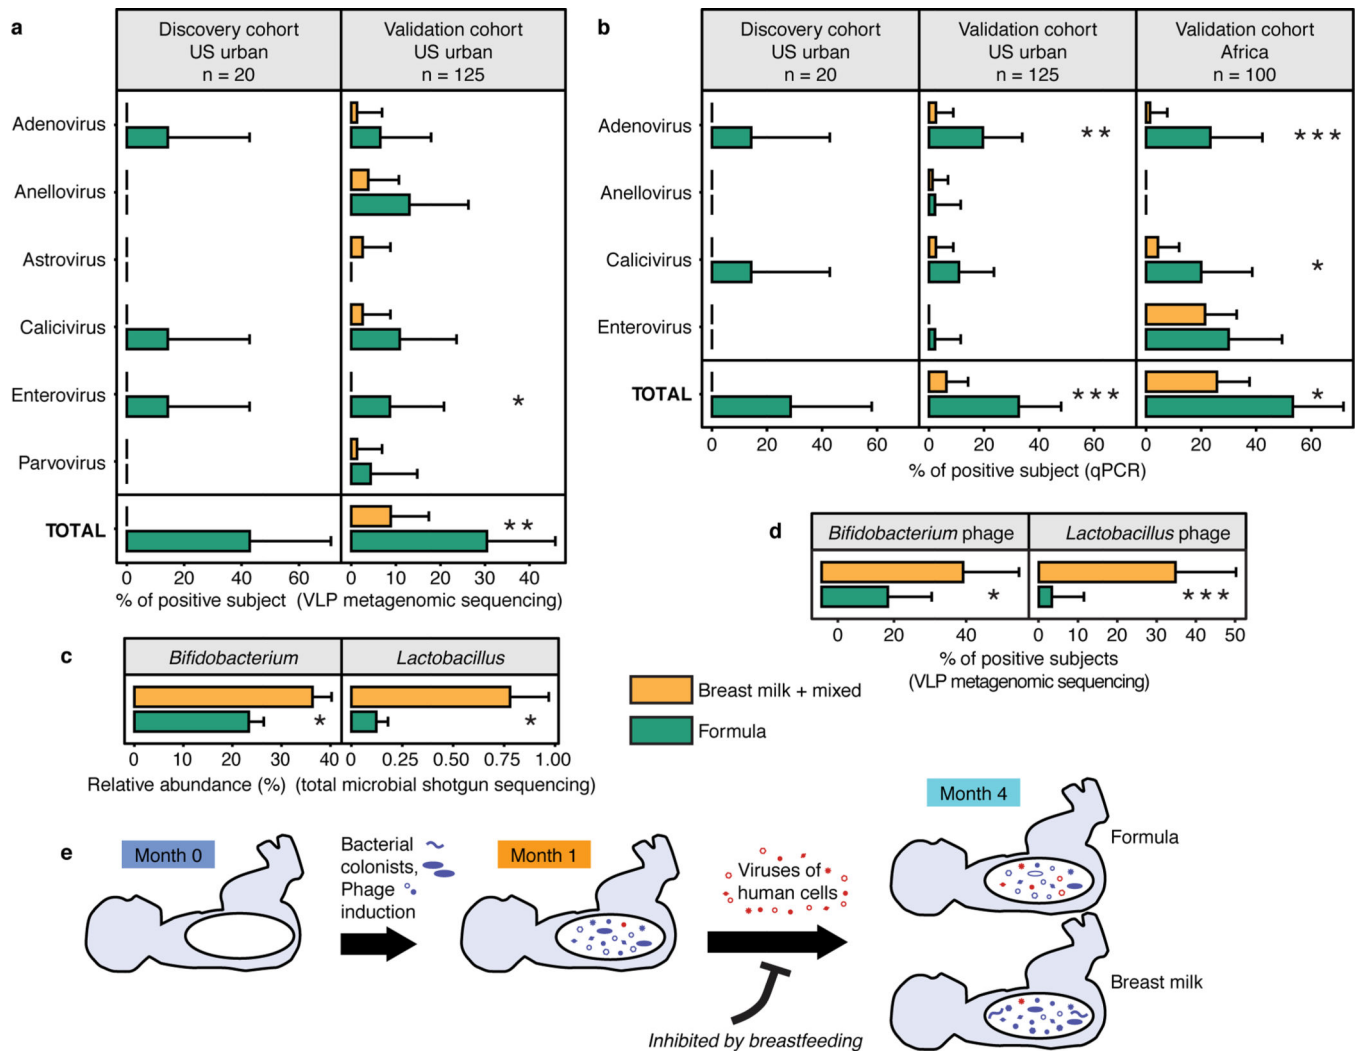 a
Discovery cohort
US urban
n = 20
Validation cohort
US urban
n = 125
Adenovirus
Anellovirus
Astrovirus
Calicivirus
Enterovirus
*
Parvovirus
TOTAL
**
0 20 40 60
0 10 20 30 40
% of positive subject (VLP metagenomic sequencing)
b
Discovery cohort
US urban
n = 20
Validation cohort
US urban
n = 125
Validation cohort
Africa
n = 100
Adenovirus
** ***
Anellovirus
Calicivirus
*
Enterovirus
TOTAL
*** *
0 20 40 60
0 20 40 60
0 20 40 60
% of positive subject (qPCR)
c
Bifidobacterium
Lactobacillus
* *
0 10 20 30 40
0 0.25 0.50 0.75 1.00
Relative abundance (%) (total microbial shotgun sequencing)
d
Bifidobacterium phage
Lactobacillus phage
* ***
0 20 40
0 10 20 30 40 50
% of positive subjects
(VLP metagenomic sequencing)
Breast milk + mixed
Formula
e
Month 0
Bacterial
colonists,
Phage
induction
Month 1
Viruses of
human cells
Inhibited by breastfeeding
Month 4
Formula
Breast milk